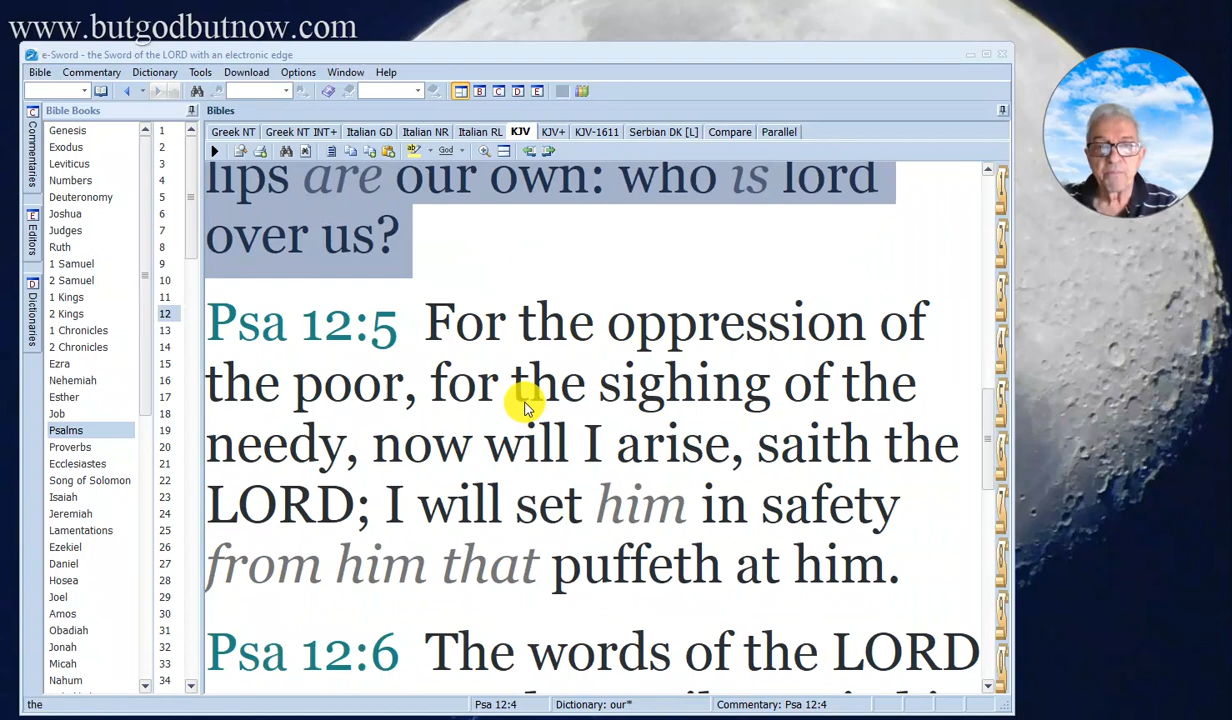 www.butgodbutnow.com
e-Sword - the Sword of the LORD with an electronic edge
Bible Commentary Dictionary Tools Download Options Window Help
Bible Books
Bibles
Commentaries
Editors
Dictionaries
Greek NT Greek NT INT+ Italian GD Italian NR Italian RL KJV KJV+ KJV-1611 Serbian DK [L] Compare Parallel
God
Genesis 1
Exodus 2
Leviticus 3
Numbers 4
Deuteronomy 5
Joshua 6
Judges 7
Ruth 8
1 Samuel 9
2 Samuel 10
1 Kings 11
2 Kings 12
1 Chronicles 13
2 Chronicles 14
Ezra 15
Nehemiah 16
Esther 17
Job 18
Psalms 19
Proverbs 20
Ecclesiastes 21
Song of Solomon 22
Isaiah 23
Jeremiah 24
Lamentations 25
Ezekiel 26
Daniel 27
Hosea 28
Joel 29
Amos 30
Obadiah 31
Jonah 32
Micah 33
Nahum 34
lips are our own: who is lord
over us?
Psa 12:5 For the oppression of
the poor, for the sighing of the
needy, now will I arise, saith the
LORD; I will set him in safety
from him that puffeth at him.
Psa 12:6 The words of the LORD
the
Psa 12:4
Dictionary: our*
Commentary: Psa 12:4